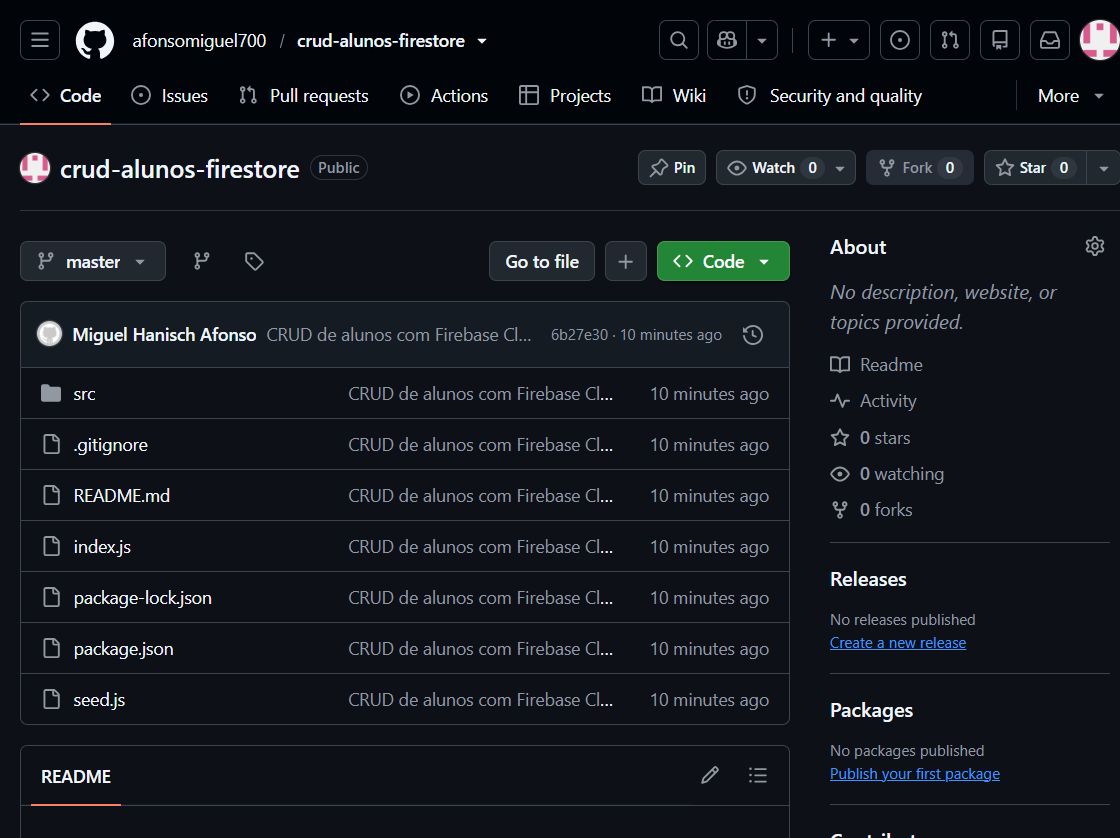 afonsomiguel700 / crud-alunos-firestore
Code Issues Pull requests Actions Projects Wiki Security and quality More
crud-alunos-firestore Public Pin Watch 0 Fork 0 Star 0
master Go to file Code
Miguel Hanisch Afonso CRUD de alunos com Firebase Cl... 6b27e30 · 10 minutes ago
src CRUD de alunos com Firebase Cl... 10 minutes ago
.gitignore CRUD de alunos com Firebase Cl... 10 minutes ago
README.md CRUD de alunos com Firebase Cl... 10 minutes ago
index.js CRUD de alunos com Firebase Cl... 10 minutes ago
package-lock.json CRUD de alunos com Firebase Cl... 10 minutes ago
package.json CRUD de alunos com Firebase Cl... 10 minutes ago
seed.js CRUD de alunos com Firebase Cl... 10 minutes ago
README
About
No description, website, or
topics provided.
Readme
Activity
0 stars
0 watching
0 forks
Releases
No releases published
Create a new release
Packages
No packages published
Publish your first package